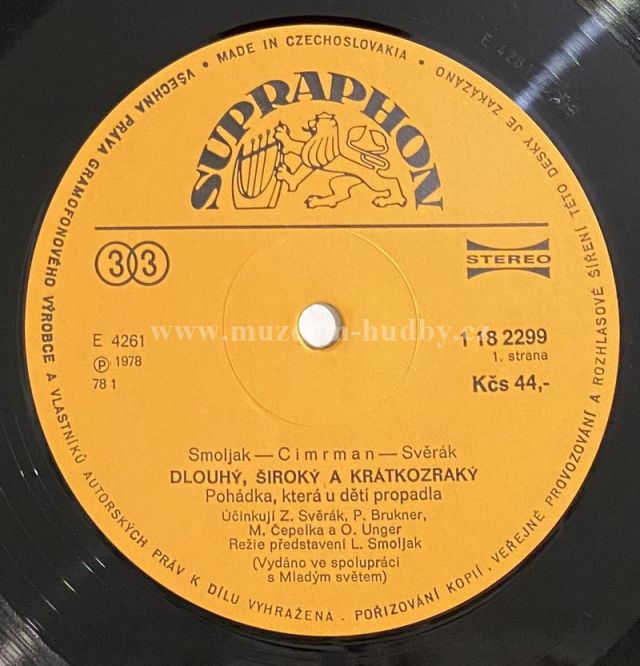 VŠECHNA PRÁVA GRAMOFONOVÉHO VÝROBCE A VLASTNÍKŮ AUTORSKÝCH PRÁV K DÍLU VYHRAŽENA . POŘIZOVÁNÍ KOPIÍ . VEŘEJNÉ PROVOZOVÁNÍ A ROZHLASOVÉ ŠÍŘENÍ TÉTO DESKY JE ZAKÁZÁNO
• MADE IN CZECHOSLOVAKIA •
SUPRAPHON
33
STEREO
www.muzeum-hudby.cz
E 4261
Ⓟ 1978
78 1
1 18 2299
1. strana
Kčs 44,-
Smoljak — Cimrman — Svěrák
DLOUHÝ, ŠIROKÝ A KRÁTKOZRAKÝ
Pohádka, která u dětí propadla
Účinkují Z. Svěrák, P. Brukner,
M. Čepelka a O. Unger
Režie představení L. Smoljak
(Vydáno ve spolupráci
s Mladým světem)